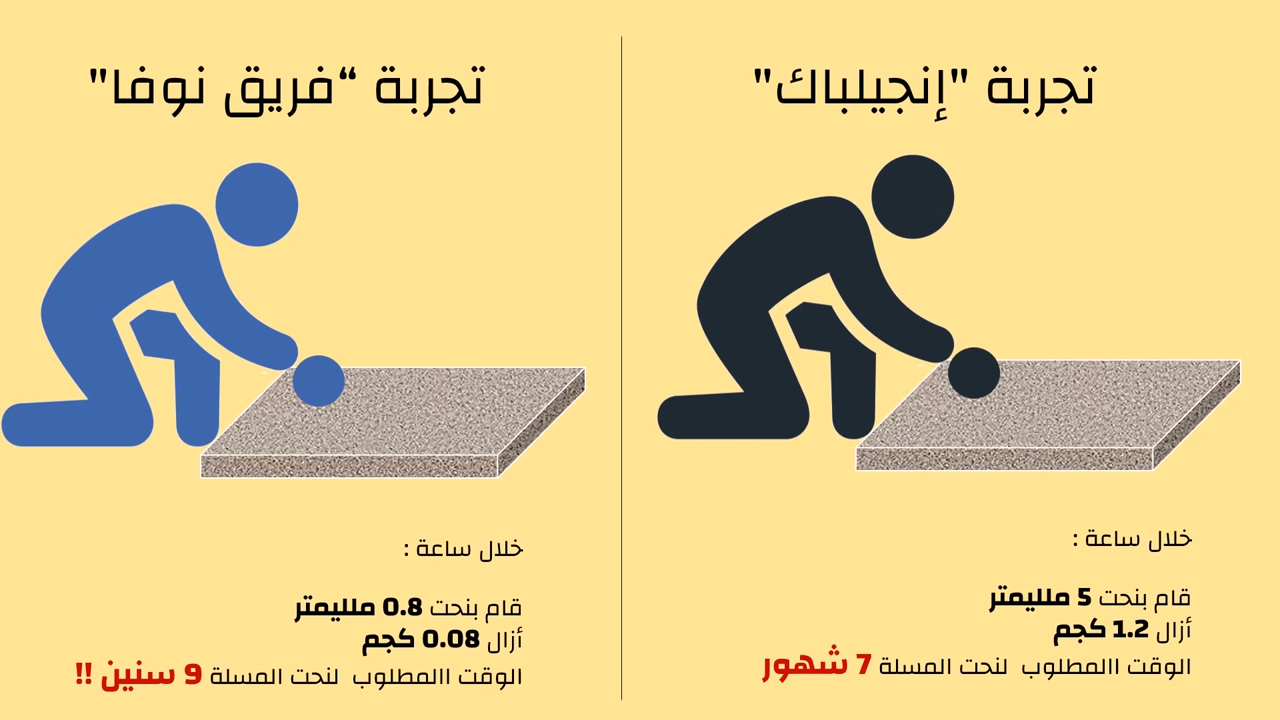 تجربة "إنجيلباك"
خلال ساعة :
قام بنحت 5 ملليمتر
أزال 1.2 كجم
الوقت االمطلوب لنحت المسلة 7 شهور
تجربة “فريق نوفا"
خلال ساعة :
قام بنحت 0.8 ملليمتر
أزال 0.08 كجم
الوقت االمطلوب لنحت المسلة 9 سنين !!